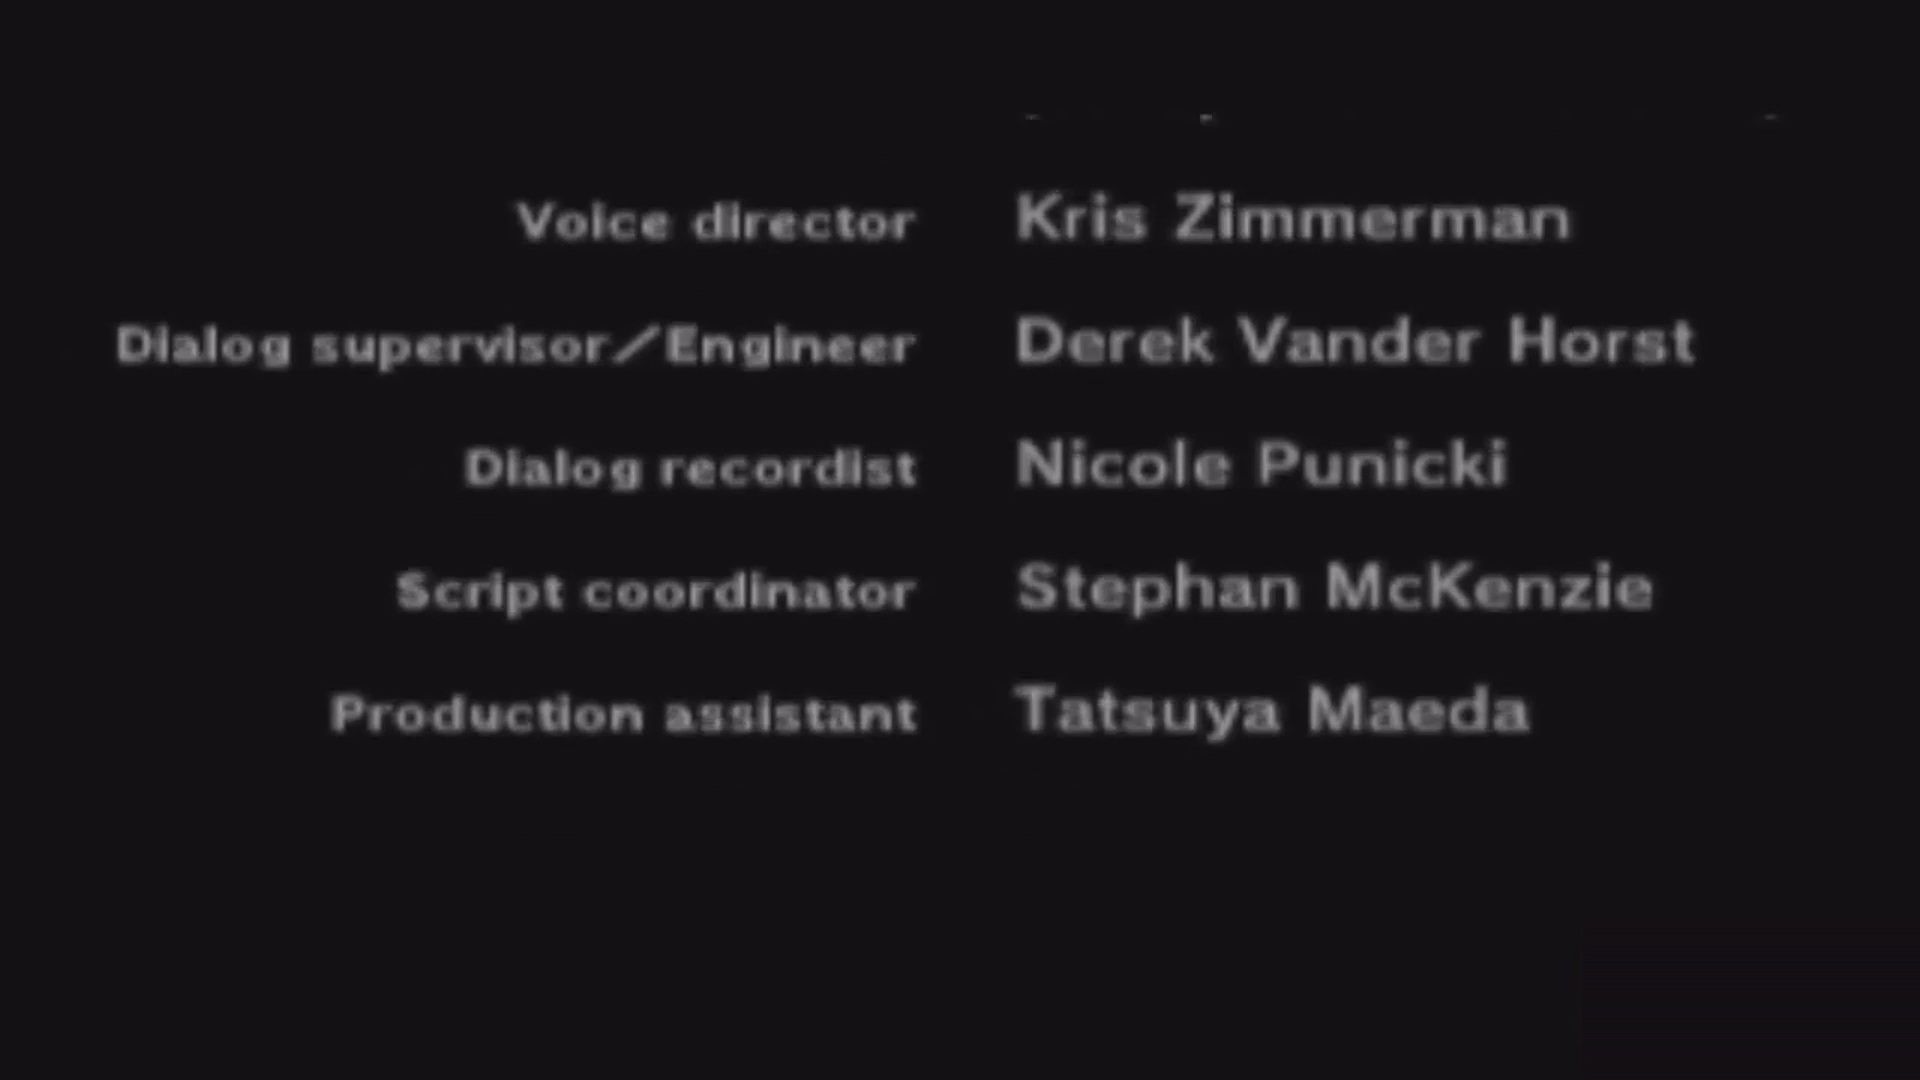 Voice director Kris Zimmerman
Dialog supervisor／Engineer Derek Vander Horst
Dialog recordist Nicole Punicki
Script coordinator Stephan McKenzie
Production assistant Tatsuya Maeda